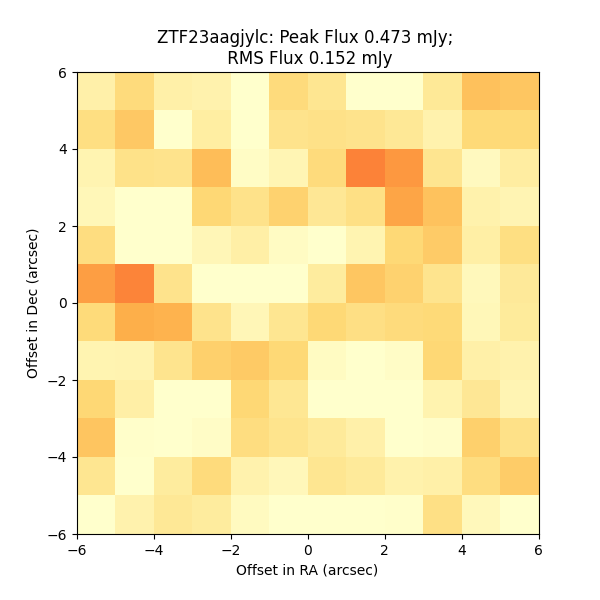 ZTF23aagjylc: Peak Flux 0.473 mJy;
RMS Flux 0.152 mJy
6
4
2
0
−2
−4
−6
Offset in Dec (arcsec)
−6 −4 −2 0 2 4 6
Offset in RA (arcsec)